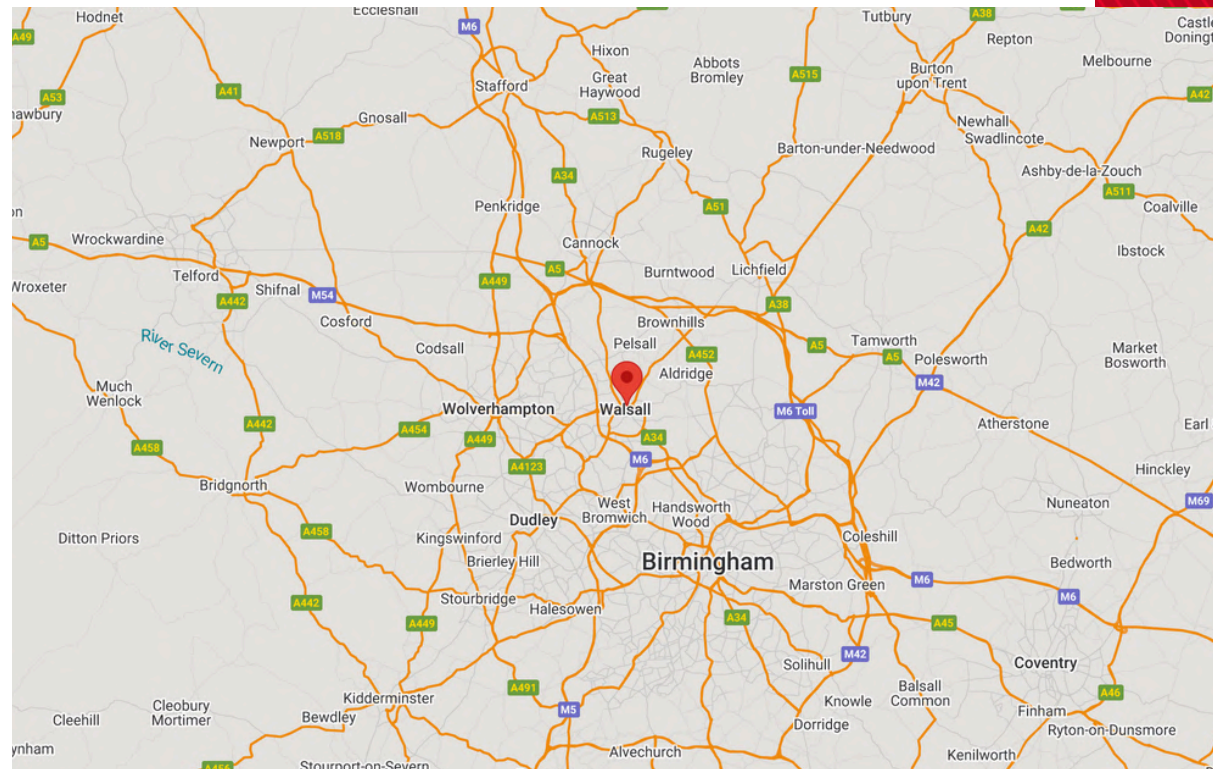 Eccleshall
Hodnet
M6
Tutbury
A38
Castle
Doningt
A49
Repton
Hixon
Melbourne
Abbots
Bromley
Burton
upon Trent
A515
Stafford
Great
Haywood
A41
A53
A42
awbury
Gnosall
A513
Newhall
Swadlincote
Newport
A518
Rugeley
Barton-under-Needwood
Ashby-de-la-Zouch
A34
A511
Penkridge
A51
Coalville
on
A42
Wrockwardine
A5
Cannock
Ibstock
Telford
A5
Burntwood
Lichfield
Wroxeter
Shifnal
A449
A442
M54
A38
Cosford
Brownhills
River Severn
Codsall
Pelsall
A452
A5
Tamworth
A5
Polesworth
Market
Bosworth
Aldridge
Much
Wenlock
M42
Wolverhampton
Walsall
M6 Toll
A442
A454
A449
A34
Atherstone
Earl
A458
M6
A4123
Hinckley
Bridgnorth
Wombourne
West
Bromwich
Handsworth
Wood
Nuneaton
M69
Dudley
A458
Ditton Priors
Kingswinford
Coleshill
Brierley Hill
Birmingham
Bedworth
Marston Green
M6
M6
A442
Stourbridge
Halesowen
A449
A34
A45
M42
Solihull
Coventry
A491
Balsall
Common
A46
Kidderminster
Knowle
Cleobury
Mortimer
Cleehill
Bewdley
M5
Finham
Dorridge
Ryton-on-Dunsmore
ynham
Alvechurch
Kenilworth
A456
Stourport-on-Severn